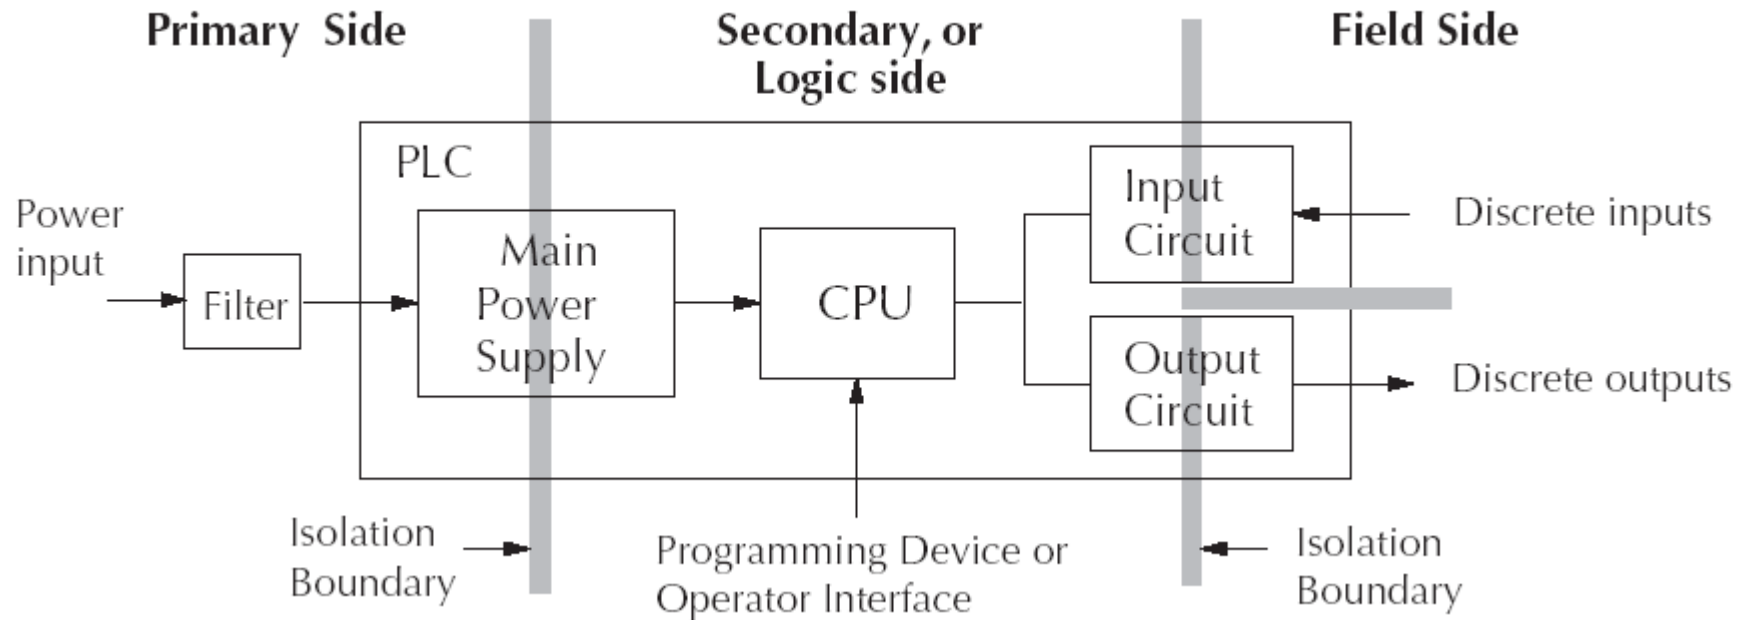 Primary Side
Secondary, or
Logic side
Field Side
PLC
Power
input
Filter
Main
Power
Supply
CPU
Input
Circuit
Discrete inputs
Output
Circuit
Discrete outputs
Isolation
Boundary
Programming Device or
Operator Interface
Isolation
Boundary